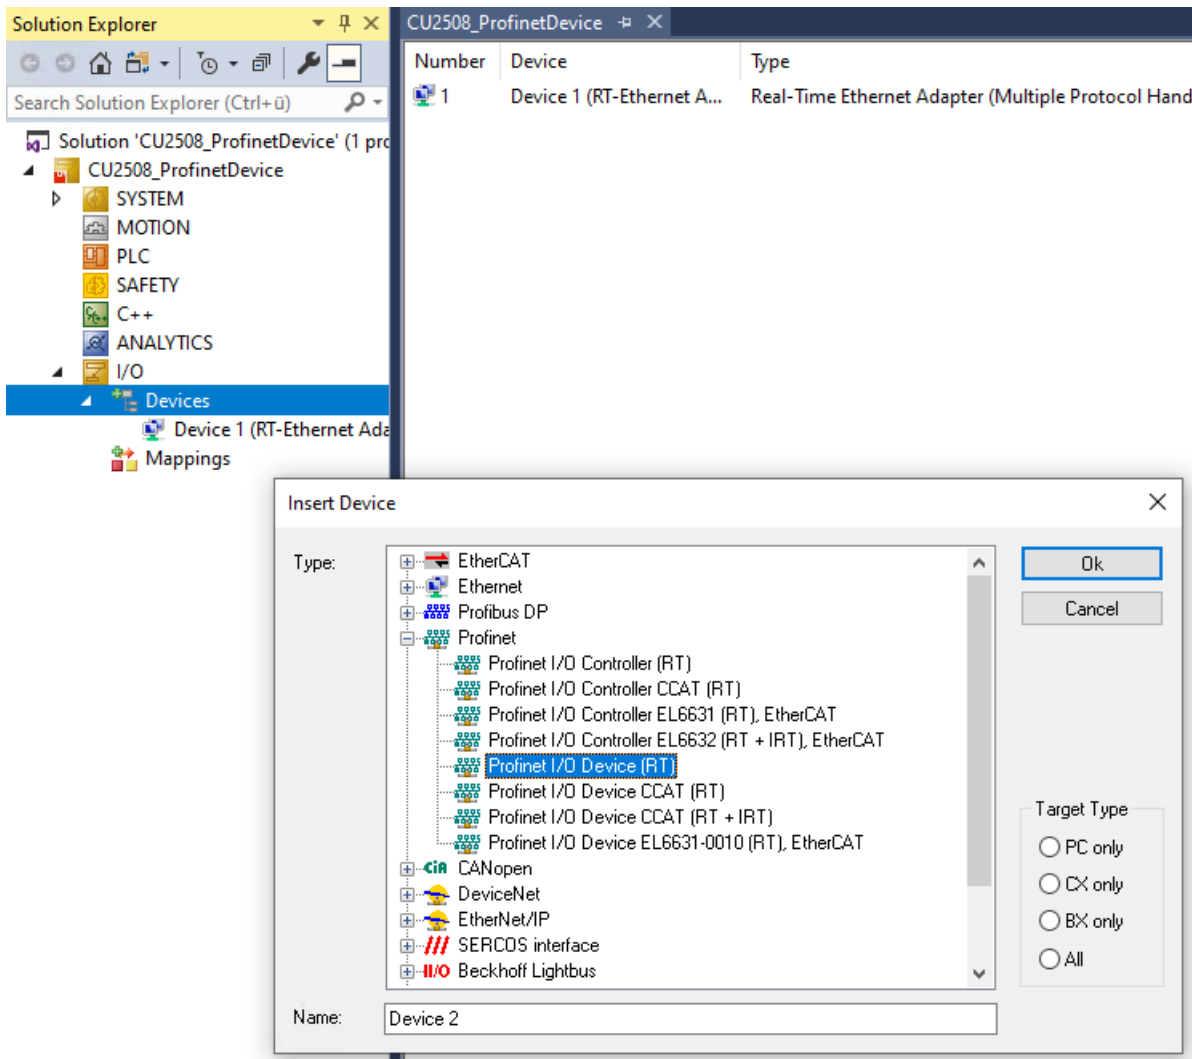 Solution Explorer
Search Solution Explorer (Ctrl+ü)
Solution 'CU2508_ProfinetDevice' (1 pro
CU2508_ProfinetDevice
SYSTEM
MOTION
PLC
SAFETY
C++
ANALYTICS
I/O
Devices
Device 1 (RT-Ethernet Ada
Mappings
CU2508_ProfinetDevice
Number Device Type
1 Device 1 (RT-Ethernet A... Real-Time Ethernet Adapter (Multiple Protocol Hand
Insert Device
Type:
EtherCAT
Ethernet
Profibus DP
Profinet
Profinet I/O Controller (RT)
Profinet I/O Controller CCAT (RT)
Profinet I/O Controller EL6631 (RT), EtherCAT
Profinet I/O Controller EL6632 (RT + IRT), EtherCAT
Profinet I/O Device (RT)
Profinet I/O Device CCAT (RT)
Profinet I/O Device CCAT (RT + IRT)
Profinet I/O Device EL6631-0010 (RT), EtherCAT
CiA CANopen
DeviceNet
EtherNet/IP
SERCOS interface
II/O Beckhoff Lightbus
Ok
Cancel
Target Type
PC only
CX only
BX only
All
Name: Device 2